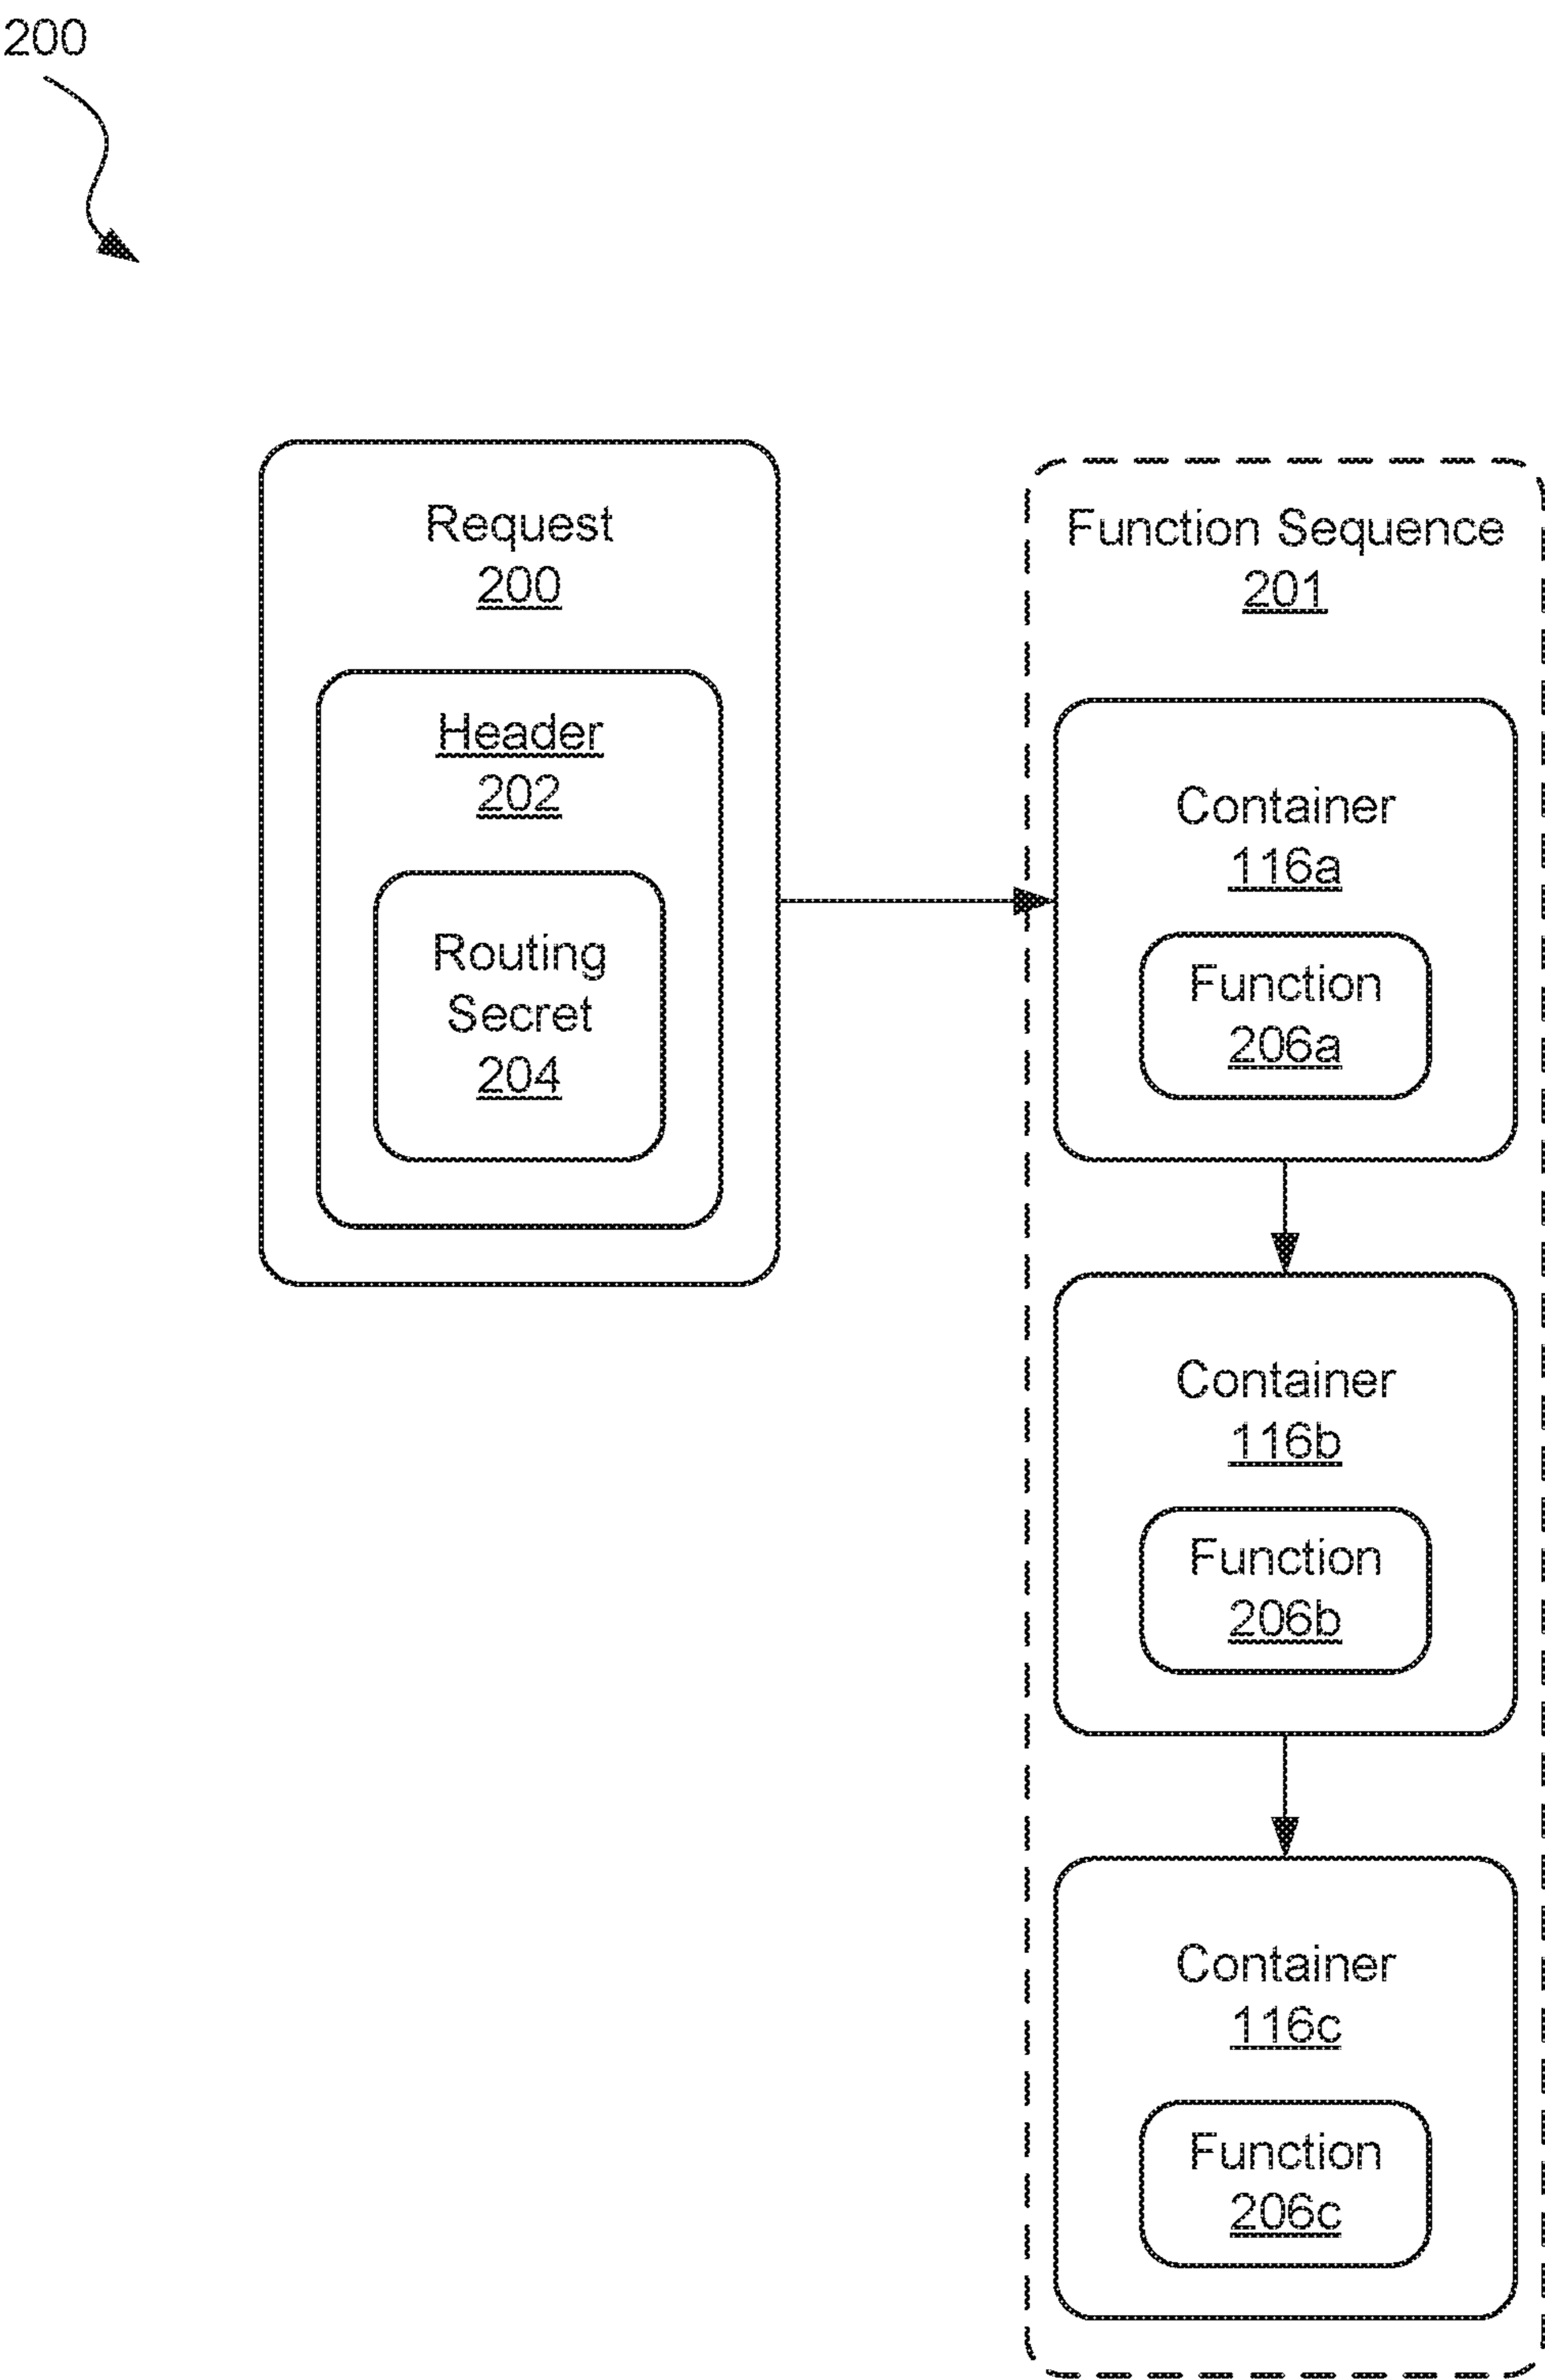 200
Request
200
Header
202
Routing
Secret
204
Function Sequence
201
Container
116a
Function
206a
Container
116b
Function
206b
Container
116c
Function
206c